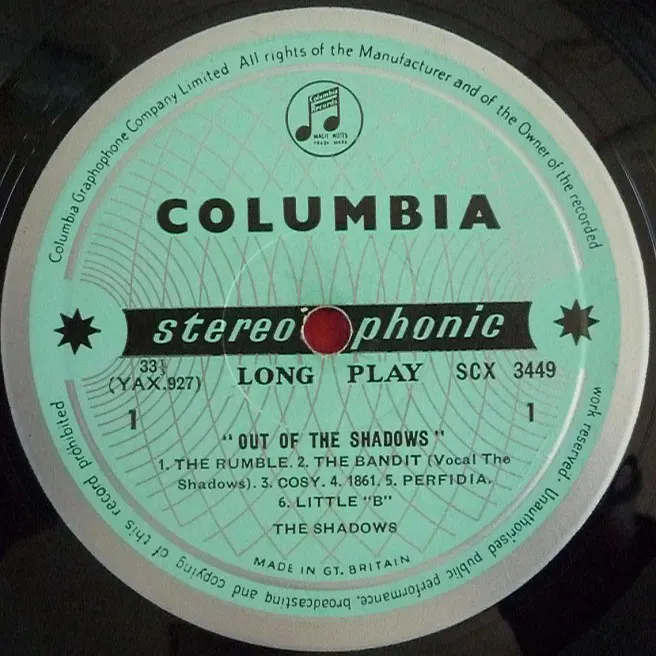 Columbia Graphophone Company Limited All rights of the Manufacturer and of the Owner of the recorded
work reserved · Unauthorised public performance, broadcasting and copying of this record prohibited
Columbia
Records
MAGIC NOTES
TRADE MARK
COLUMBIA
stereophonic
33⅓
(YAX.927)
LONG PLAY SCX 3449
1 1
"OUT OF THE SHADOWS"
1. THE RUMBLE. 2. THE BANDIT (Vocal The
Shadows). 3. COSY. 4. 1861. 5. PERFIDIA.
6. LITTLE "B"
THE SHADOWS
MADE IN GT. BRITAIN